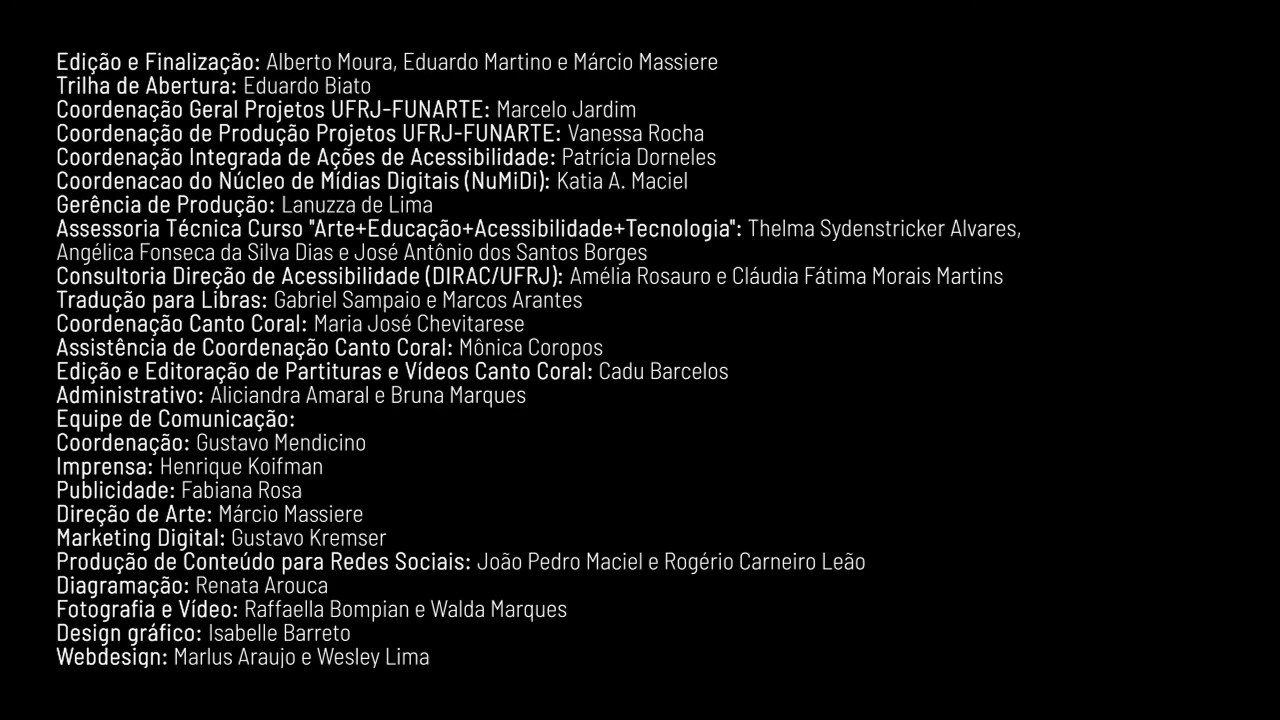 Edição e Finalização: Alberto Moura, Eduardo Martino e Márcio Massiere
Trilha de Abertura: Eduardo Biato
Coordenação Geral Projetos UFRJ-FUNARTE: Marcelo Jardim
Coordenação de Produção Projetos UFRJ-FUNARTE: Vanessa Rocha
Coordenação Integrada de Ações de Acessibilidade: Patrícia Dorneles
Coordenacao do Núcleo de Mídias Digitais (NuMiDi): Katia A. Maciel
Gerência de Produção: Lanuzza de Lima
Assessoria Técnica Curso "Arte+Educação+Acessibilidade+Tecnologia": Thelma Sydenstricker Alvares,
Angélica Fonseca da Silva Dias e José Antônio dos Santos Borges
Consultoria Direção de Acessibilidade (DIRAC/UFRJ): Amélia Rosauro e Cláudia Fátima Morais Martins
Tradução para Libras: Gabriel Sampaio e Marcos Arantes
Coordenação Canto Coral: Maria José Chevitarese
Assistência de Coordenação Canto Coral: Mônica Coropos
Edição e Editoração de Partituras e Vídeos Canto Coral: Cadu Barcelos
Administrativo: Aliciandra Amaral e Bruna Marques
Equipe de Comunicação:
Coordenação: Gustavo Mendicino
Imprensa: Henrique Koifman
Publicidade: Fabiana Rosa
Direção de Arte: Márcio Massiere
Marketing Digital: Gustavo Kremser
Produção de Conteúdo para Redes Sociais: João Pedro Maciel e Rogério Carneiro Leão
Diagramação: Renata Arouca
Fotografia e Vídeo: Raffaella Bompian e Walda Marques
Design gráfico: Isabelle Barreto
Webdesign: Marlus Araujo e Wesley Lima